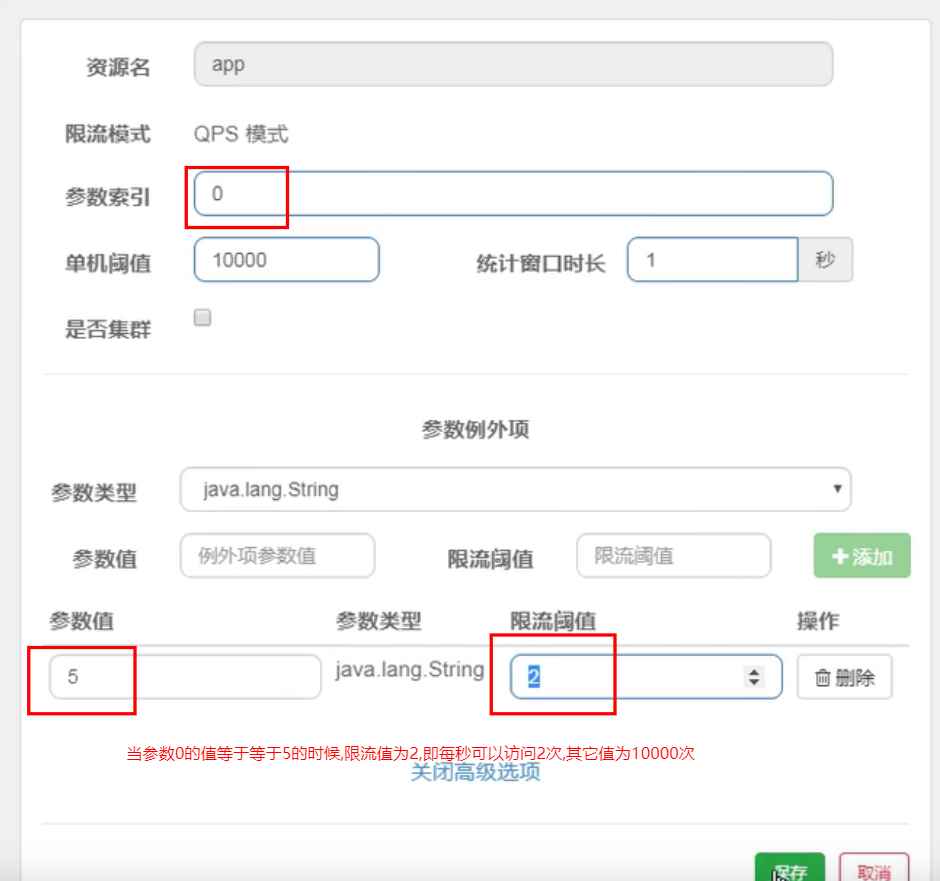 资源名 app
限流模式 QPS 模式
参数索引 0
单机阈值 10000 统计窗口时长 1 秒
是否集群
参数例外项
参数类型 java.lang.String
参数值 例外项参数值 限流阈值 限流阈值 添加
参数值 参数类型 限流阈值 操作
5 java.lang.String 2 删除
当参数0的值等于等于5的时候,限流值为2,即每秒可以访问2次,其它值为10000次
关闭高级选项
保存 取消